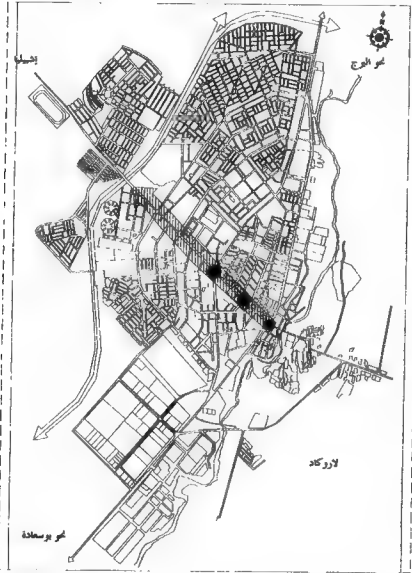 إشبيليا
نحو البرج
لاروكاد
نحو بوسعادة